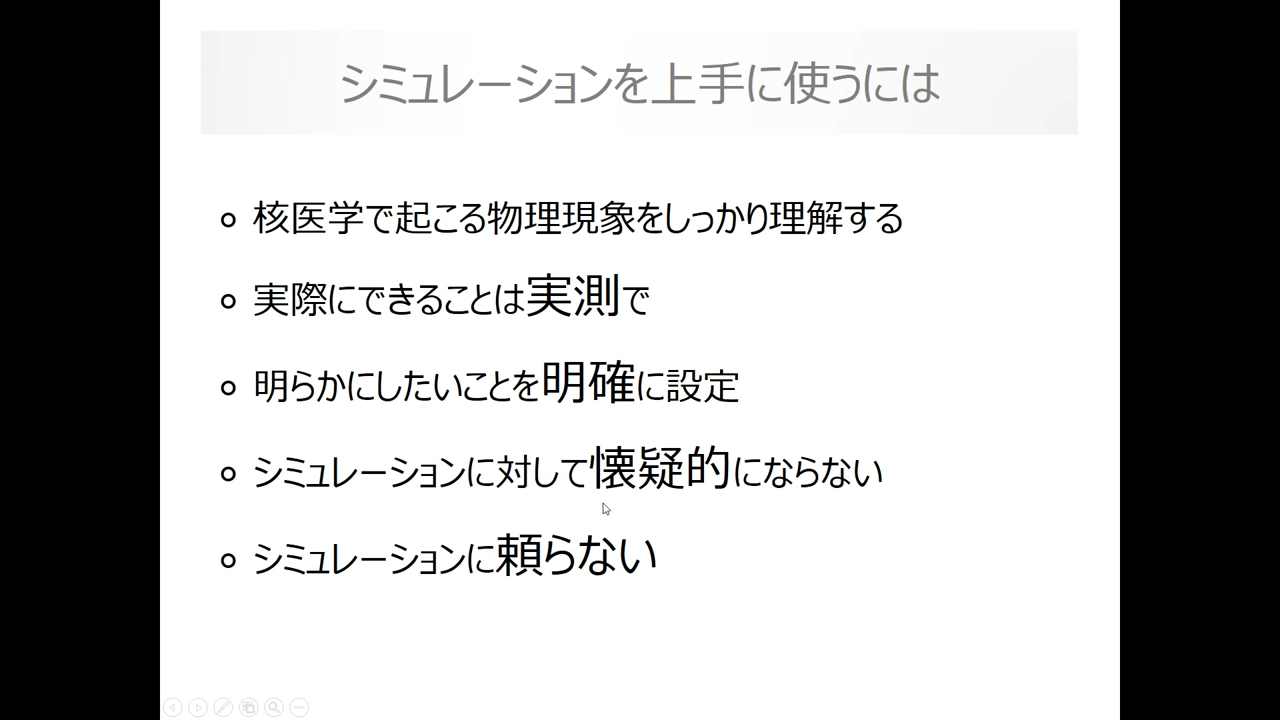 シミュレーションを上手に使うには
核医学で起こる物理現象をしっかり理解する
実際にできることは実測で
明らかにしたいことを明確に設定
シミュレーションに対して懐疑的にならない
シミュレーションに頼らない